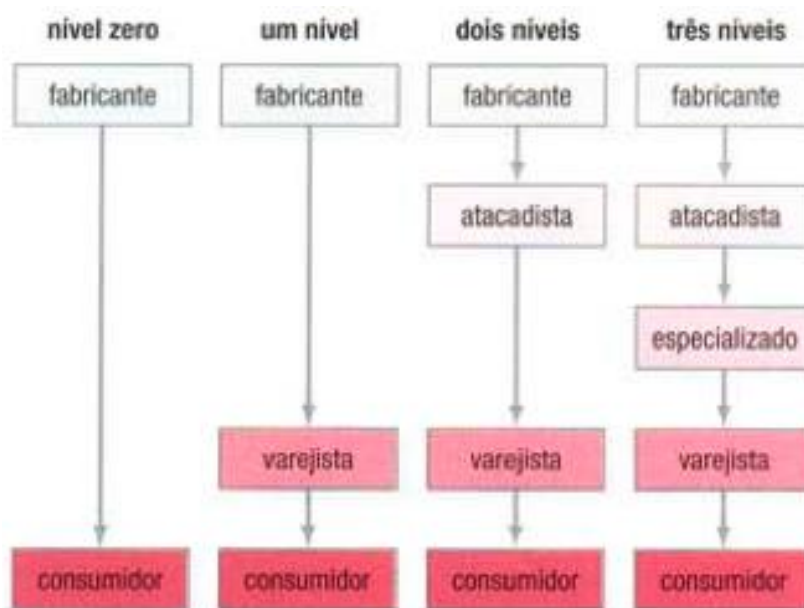 nível zero um nível dois níveis três níveis
fabricante fabricante fabricante fabricante
atacadista atacadista
especializado
varejista varejista varejista
consumidor consumidor consumidor consumidor